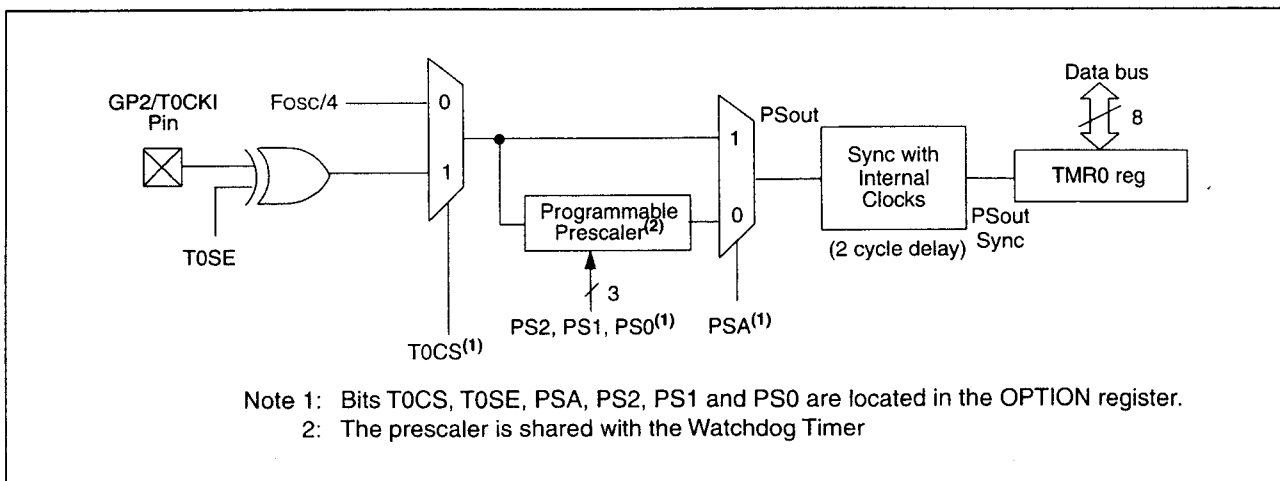 Data bus
8
GP2/T0CKI
Pin
Fosc/4
0
1
T0SE
T0CS(1)
Programmable
Prescaler(2)
3
PS2, PS1, PS0(1)
1
0
PSA(1)
PSout
Sync with
Internal
Clocks
(2 cycle delay)
PSout
Sync
TMR0 reg
Note 1: Bits T0CS, T0SE, PSA, PS2, PS1 and PS0 are located in the OPTION register.
2: The prescaler is shared with the Watchdog Timer